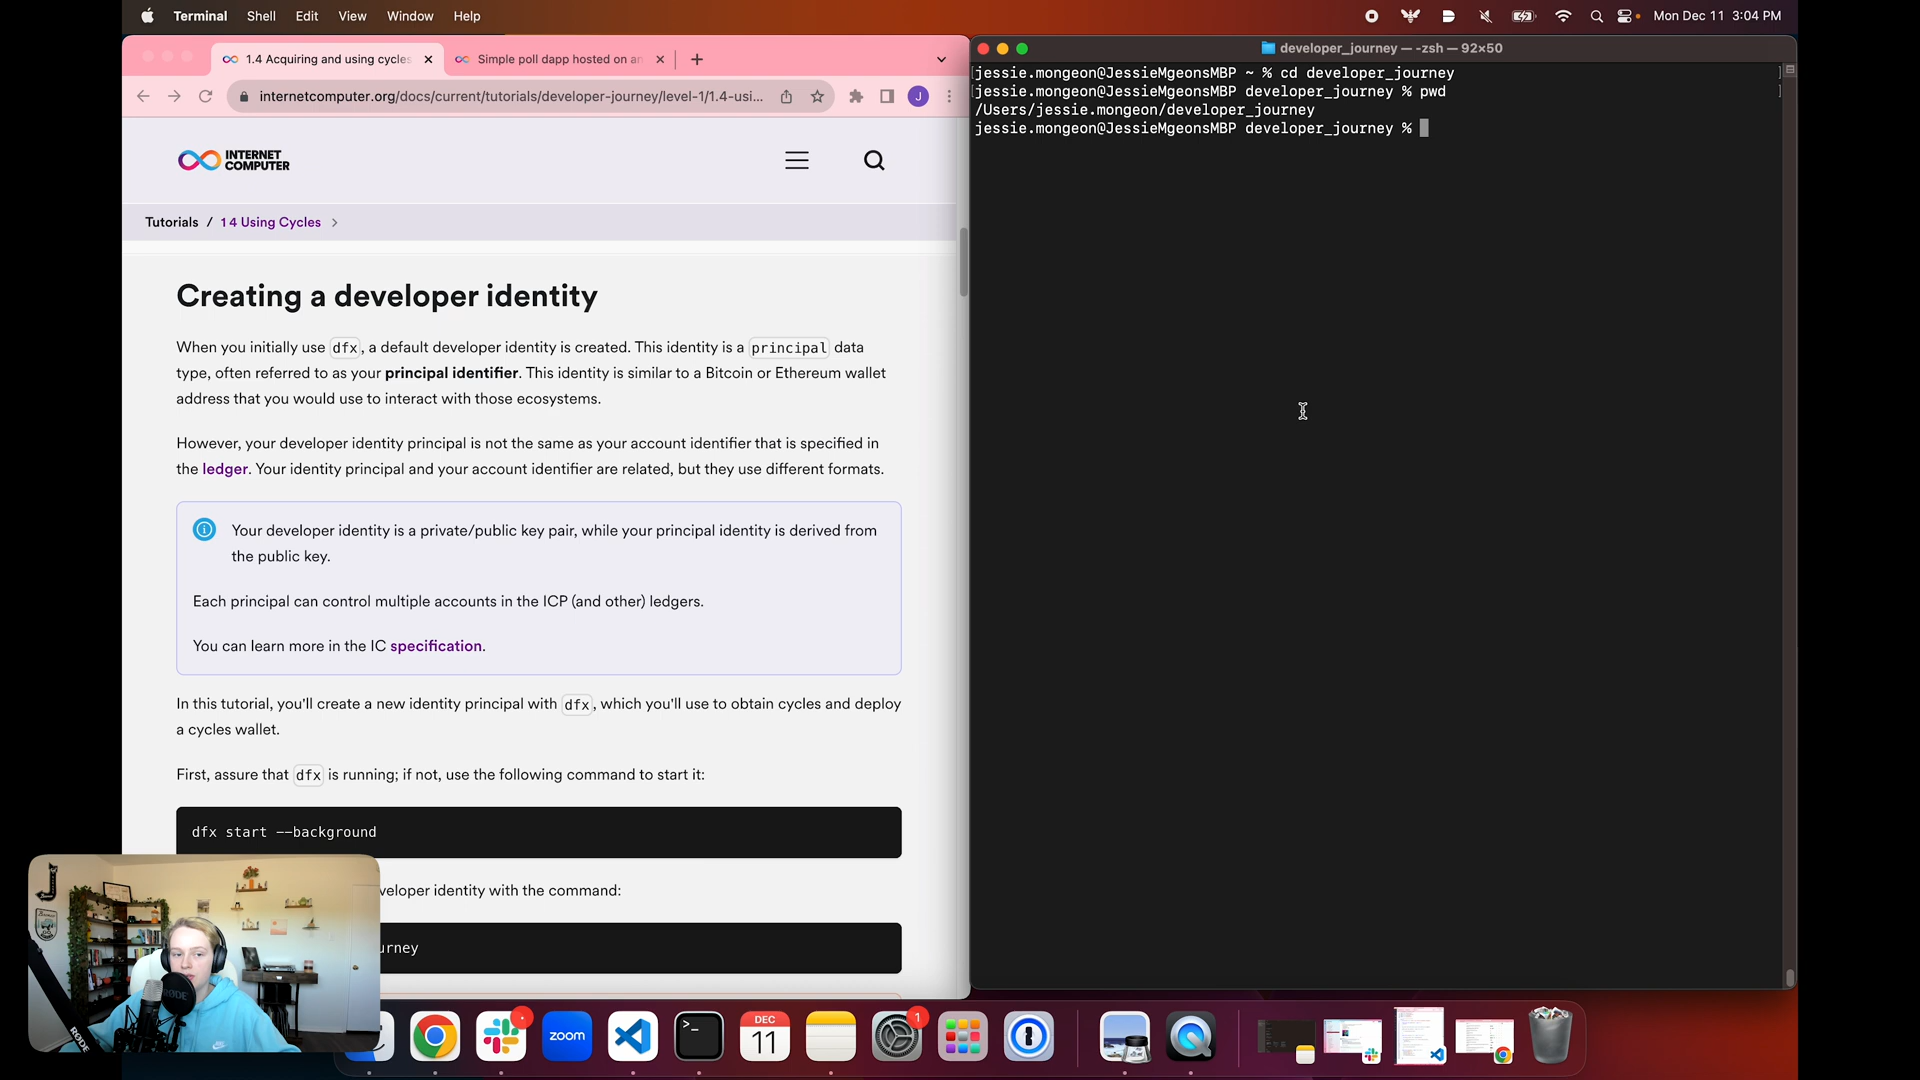 Terminal Shell Edit View Window Help
Mon Dec 11 3:04 PM
1.4 Acquiring and using cycles
Simple poll dapp hosted on an
internetcomputer.org/docs/current/tutorials/developer-journey/level-1/1.4-usi...
J
INTERNET
COMPUTER
Tutorials / 1 4 Using Cycles >
Creating a developer identity
When you initially use dfx, a default developer identity is created. This identity is a principal data
type, often referred to as your principal identifier. This identity is similar to a Bitcoin or Ethereum wallet
address that you would use to interact with those ecosystems.
However, your developer identity principal is not the same as your account identifier that is specified in
the ledger. Your identity principal and your account identifier are related, but they use different formats.
Your developer identity is a private/public key pair, while your principal identity is derived from
the public key.
Each principal can control multiple accounts in the ICP (and other) ledgers.
You can learn more in the IC specification.
In this tutorial, you'll create a new identity principal with dfx, which you'll use to obtain cycles and deploy
a cycles wallet.
First, assure that dfx is running; if not, use the following command to start it:
dfx start --background
veloper identity with the command:
urney
developer_journey — -zsh — 92×50
[jessie.mongeon@JessieMgeonsMBP ~ % cd developer_journey ]
[jessie.mongeon@JessieMgeonsMBP developer_journey % pwd ]
/Users/jessie.mongeon/developer_journey
jessie.mongeon@JessieMgeonsMBP developer_journey %
RØDE
RØDE
zoom
>_
DEC
11
1